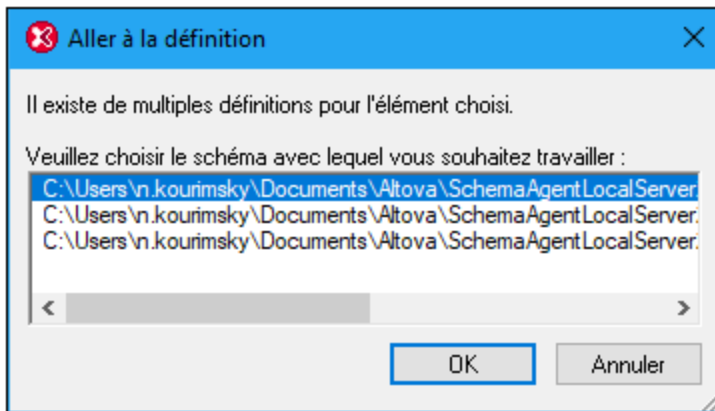 Aller à la définition
Il existe de multiples définitions pour l'élément choisi.
Veuillez choisir le schéma avec lequel vous souhaitez travailler :
C:\Users\n.kourimsky\Documents\Altova\SchemaAgentLocalServer
C:\Users\n.kourimsky\Documents\Altova\SchemaAgentLocalServer
C:\Users\n.kourimsky\Documents\Altova\SchemaAgentLocalServer
OK
Annuler